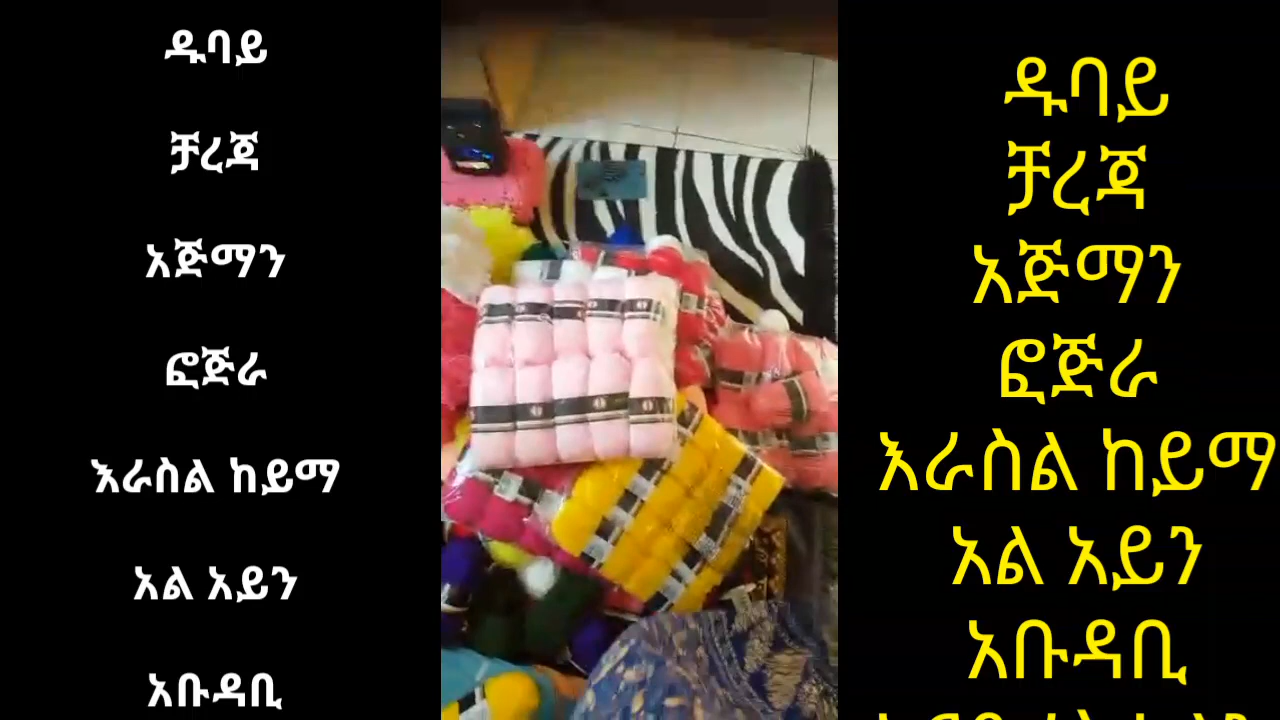 ዱባይ
ቻረጃ
አጅማን
ፎጅራ
እራስል ከይማ
አል አይን
አቡዳቢ
ዱባይ
ቻረጃ
አጅማን
ፎጅራ
እራስል ከይማ
አል አይን
አቡዳቢ